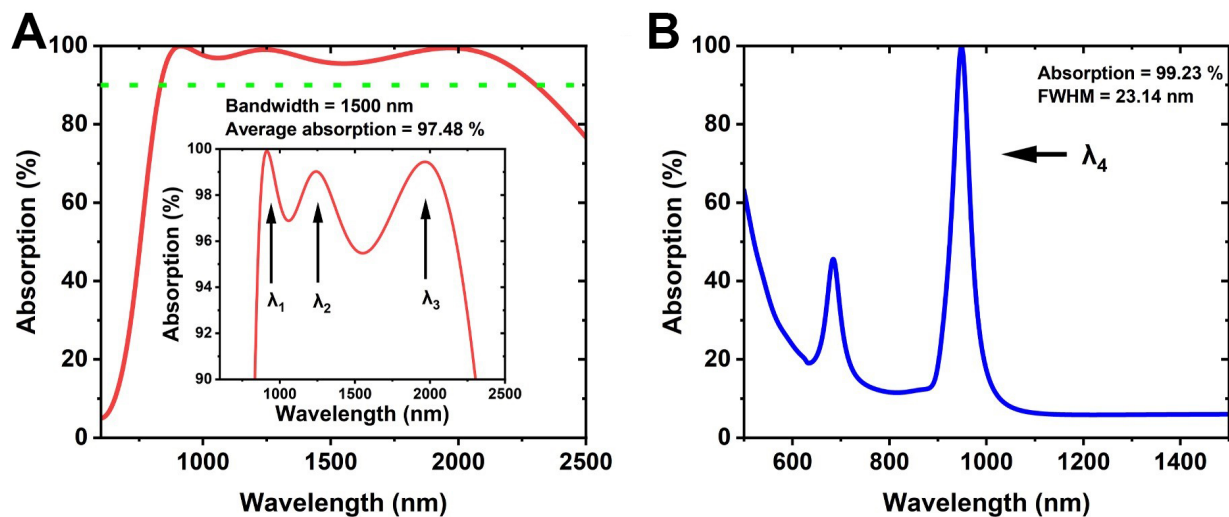 A
Absorption (%)
100
80
60
40
20
0
1000
1500
2000
2500
Wavelength (nm)
Bandwidth = 1500 nm
Average absorption = 97.48 %
Absorption (%)
100
98
96
94
92
90
λ1
λ2
λ3
1000
1500
2000
2500
Wavelength (nm)
B
Absorption (%)
100
80
60
40
20
0
600
800
1000
1200
1400
Wavelength (nm)
Absorption = 99.23 %
FWHM = 23.14 nm
λ4